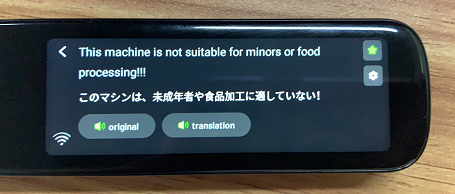 This machine is not suitable for minors or food
processing!!!
このマシンは、未成年者や食品加工に適していない!
original
translation